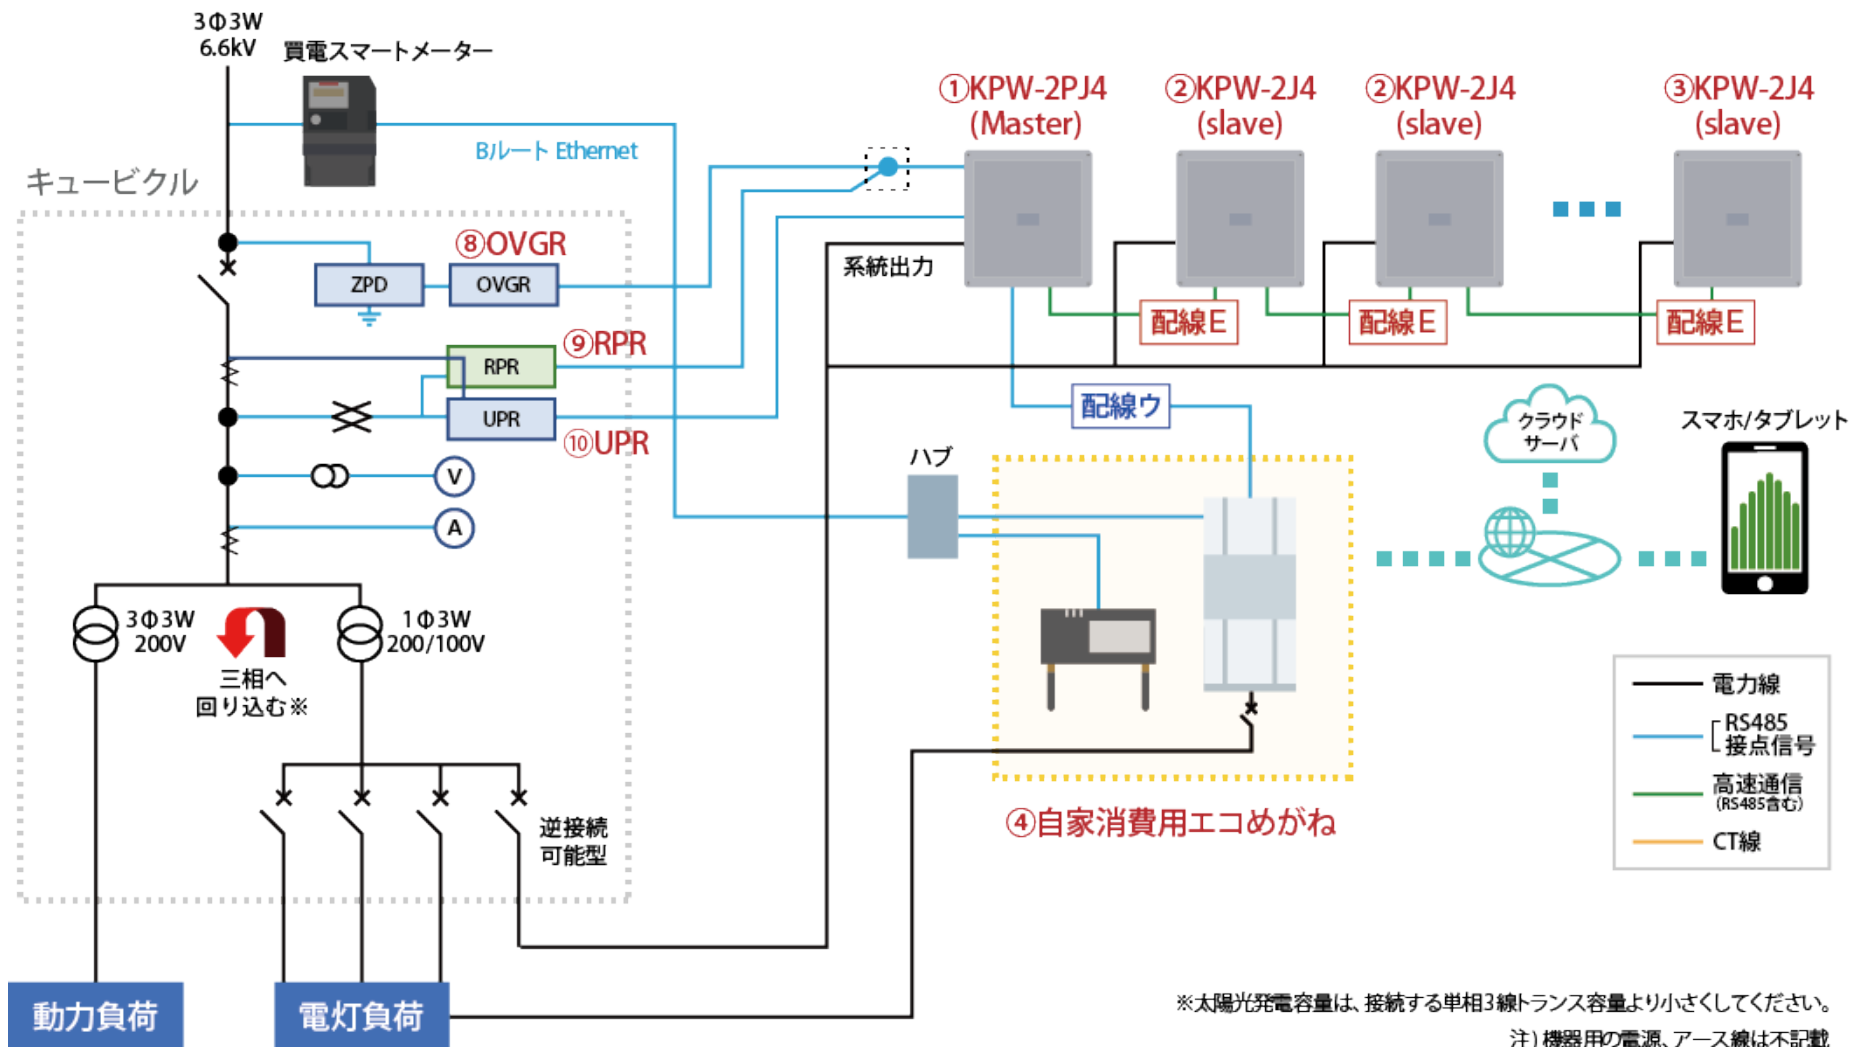 3Φ3W
6.6kV
買電スマートメーター
Bルート Ethernet
①KPW-2PJ4
(Master)
②KPW-2J4
(slave)
②KPW-2J4
(slave)
③KPW-2J4
(slave)
キュービクル
⑧OVGR
ZPD
OVGR
系統出力
配線E
配線E
配線E
⑨RPR
RPR
UPR
⑩UPR
配線ウ
V
A
ハブ
クラウド
サーバ
スマホ/タブレット
3Φ3W
200V
1Φ3W
200/100V
三相へ
回り込む※
逆接続
可能型
④自家消費用エコめがね
電力線
RS485
接点信号
高速通信
(RS485含む)
CT線
動力負荷
電灯負荷
※太陽光発電容量は、接続する単相3線トランス容量より小さくしてください。
注) 機器用の電源、アース線は不記載